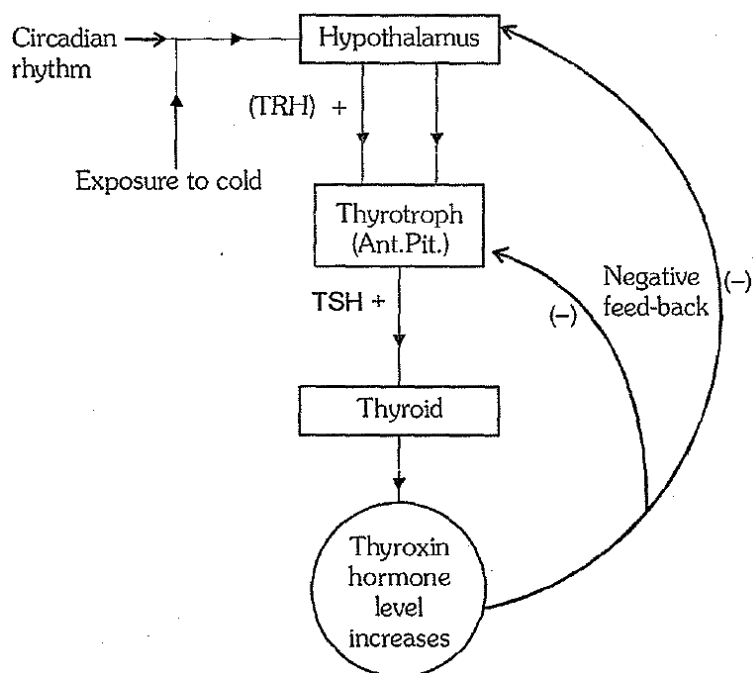 Circadian
rhythm
Hypothalamus
(TRH) +
Exposure to cold
Thyrotroph
(Ant.Pit.)
TSH +
Negative
feed-back
(–)
(–)
Thyroid
Thyroxin
hormone
level
increases